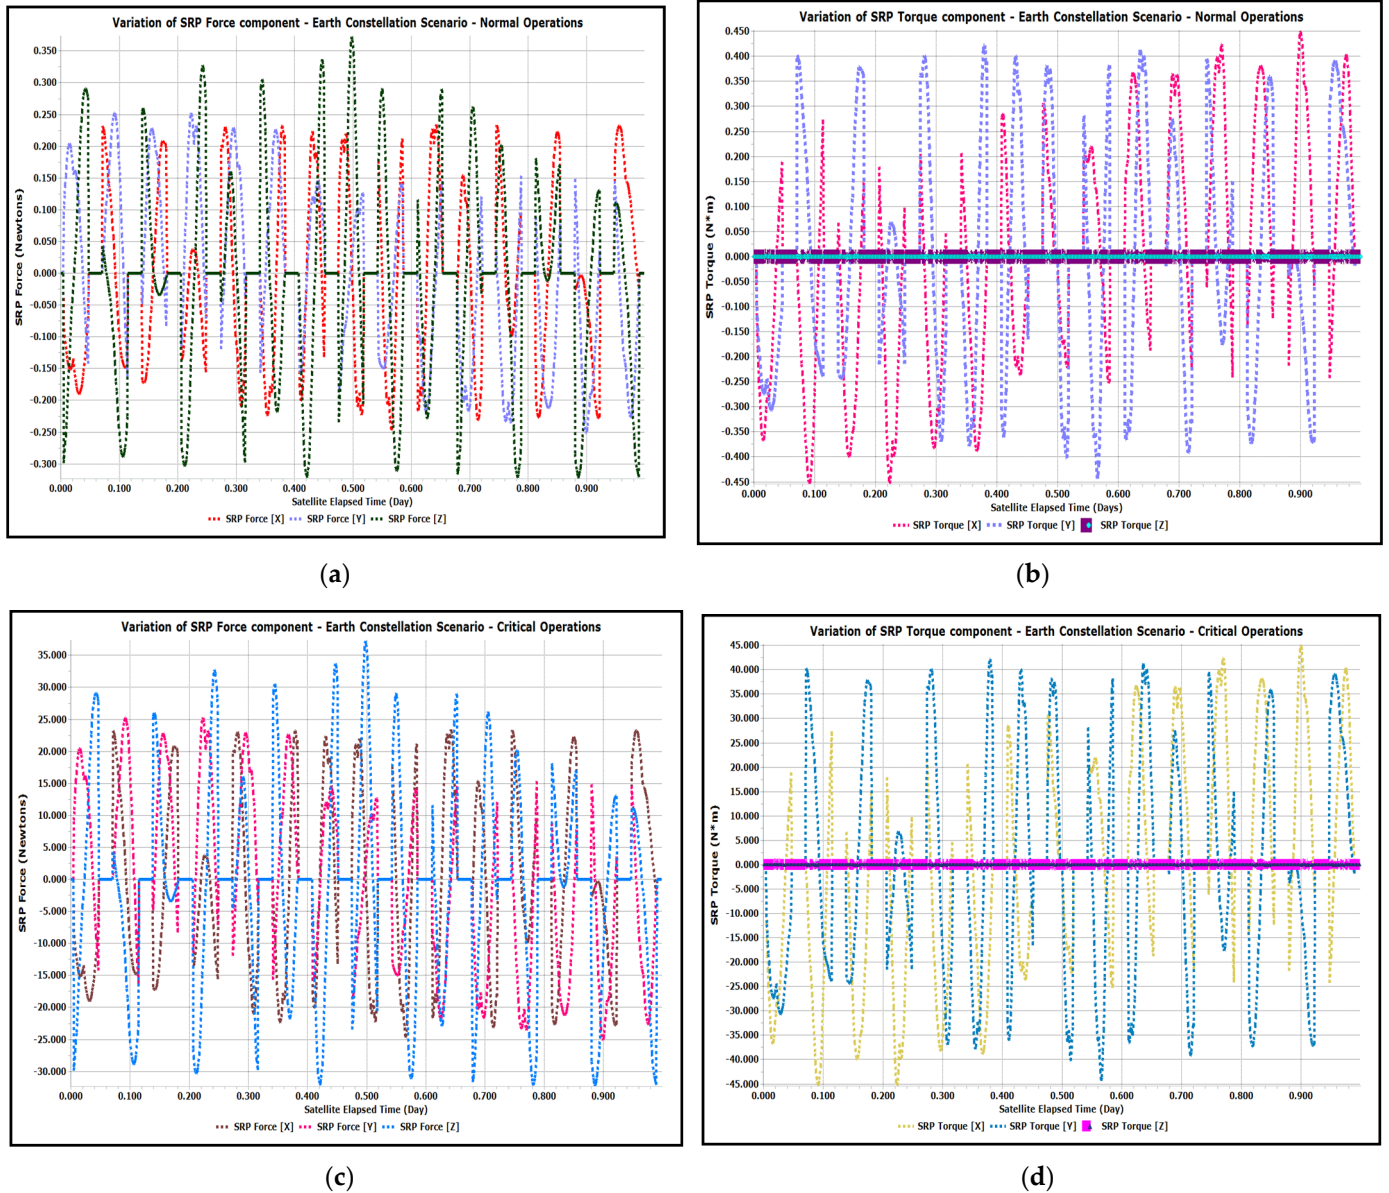 Variation of SRP Force component - Earth Constellation Scenario - Normal Operations
SRP Force (Newtons)
0.350
0.300
0.250
0.200
0.150
0.100
0.050
0.000
-0.050
-0.100
-0.150
-0.200
-0.250
0.300
0.000 0.100 0.200 0.300 0.400 0.500 0.600 0.700 0.800 0.900
Satellite Elapsed Time (Day)
SRP Force [X] SRP Force [Y] SRP Force [Z]
(a)
Variation of SRP Torque component - Earth Constellation Scenario - Normal Operations
SRP Torque (N*m)
0.450
0.400
0.350
0.300
0.250
0.200
0.150
0.100
0.050
0.000
-0.050
-0.100
-0.150
-0.200
-0.250
-0.300
-0.350
-0.400
-0.450
0.000 0.100 0.200 0.300 0.400 0.500 0.600 0.700 0.800 0.900
Satellite Elapsed Time (Days)
SRP Torque [X] SRP Torque [Y] SRP Torque [Z]
(b)
Variation of SRP Force component - Earth Constellation Scenario - Critical Operations
SRP Force (Newtons)
35.000
30.000
25.000
20.000
15.000
10.000
5.000
0.000
-5.000
-10.000
-15.000
-20.000
-25.000
-30.000
0.000 0.100 0.200 0.300 0.400 0.500 0.600 0.700 0.800 0.900
Satellite Elapsed Time (Day)
SRP Force [X] SRP Force [Y] SRP Force [Z]
(c)
Variation of SRP Torque component - Earth Constellation Scenario - Critical Operations
SRP Torque (N*m)
45.000
40.000
35.000
30.000
25.000
20.000
15.000
10.000
5.000
0.000
-5.000
-10.000
-15.000
-20.000
-25.000
-30.000
-35.000
-40.000
-45.000
0.000 0.100 0.200 0.300 0.400 0.500 0.600 0.700 0.800 0.900
Satellite Elapsed Time (Day)
SRP Torque [X] SRP Torque [Y] SRP Torque [Z]
(d)